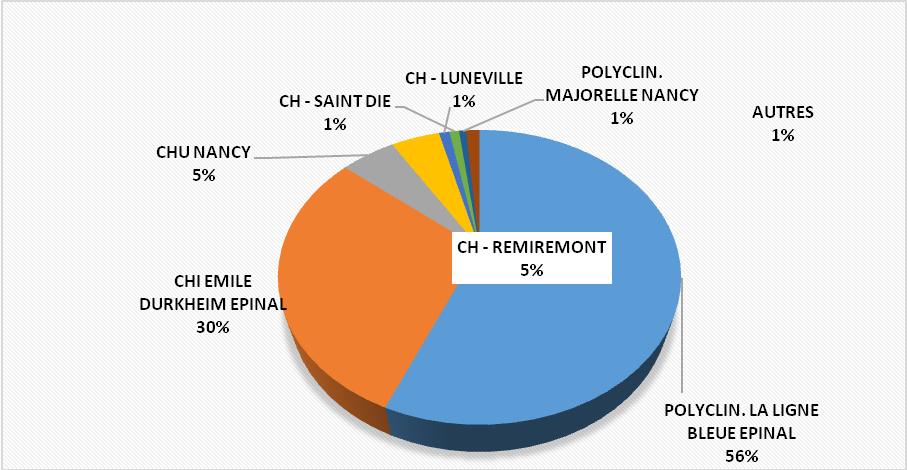 CH - LUNEVILLE
1%
POLYCLIN.
MAJORELLE NANCY
1%
CH - SAINT DIE
1%
AUTRES
1%
CHU NANCY
5%
CH - REMIREMONT
5%
CHI EMILE
DURKHEIM EPINAL
30%
POLYCLIN. LA LIGNE
BLEUE EPINAL
56%